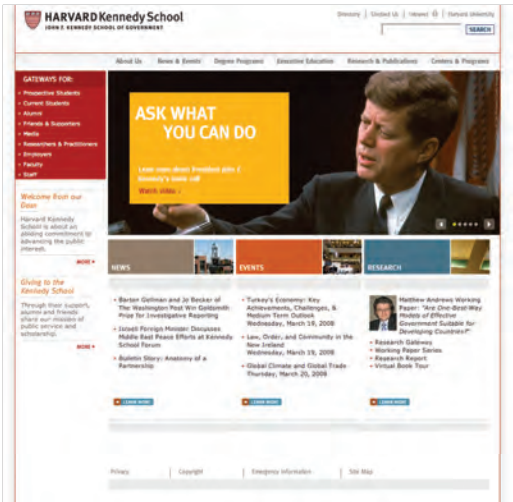 HARVARD Kennedy School
JOHN F. KENNEDY SCHOOL OF GOVERNMENT
Directory | Contact Us | Intranet | Harvard University
SEARCH
About Us News & Events Degree Programs Executive Education Research & Publications Centers & Programs
GATEWAYS FOR:
• Prospective Students
• Current Students
• Alumni
• Friends & Supporters
• Media
• Researchers & Practitioners
• Employers
• Faculty
• Staff
ASK WHAT
YOU CAN DO
Learn more about President John F.
Kennedy's
Watch video ›
Welcome from our
Dean
Harvard Kennedy
School is about an
abiding commitment to
advancing the public
interest.
MORE
Giving to the
Kennedy School
Through their support,
alumni and friends
share our mission of
public service and
scholarship.
MORE
NEWS
• Barton Gellman and Jo Becker of
The Washington Post Win Goldsmith
Prize for Investigative Reporting
• Israeli Foreign Minister Discusses
Middle East Peace Efforts at Kennedy
School Forum
• Bulletin Story: Anatomy of a
Partnership
LEARN MORE
EVENTS
• Turkey's Economy: Key
Achievements, Challenges, &
Medium Term Outlook
Wednesday, March 19, 2008
• Law, Order, and Community in the
New Ireland
Wednesday, March 19, 2008
• Global Climate and Global Trade
Thursday, March 20, 2008
LEARN MORE
RESEARCH
Matthew Andrews Working
Paper: "Are One-Best-Way
Models of Effective
Government Suitable for
Developing Countries?"
• Research Gateway
• Working Paper Series
• Research Report
• Virtual Book Tour
LEARN MORE
Privacy | Copyright | Emergency Information | Site Map